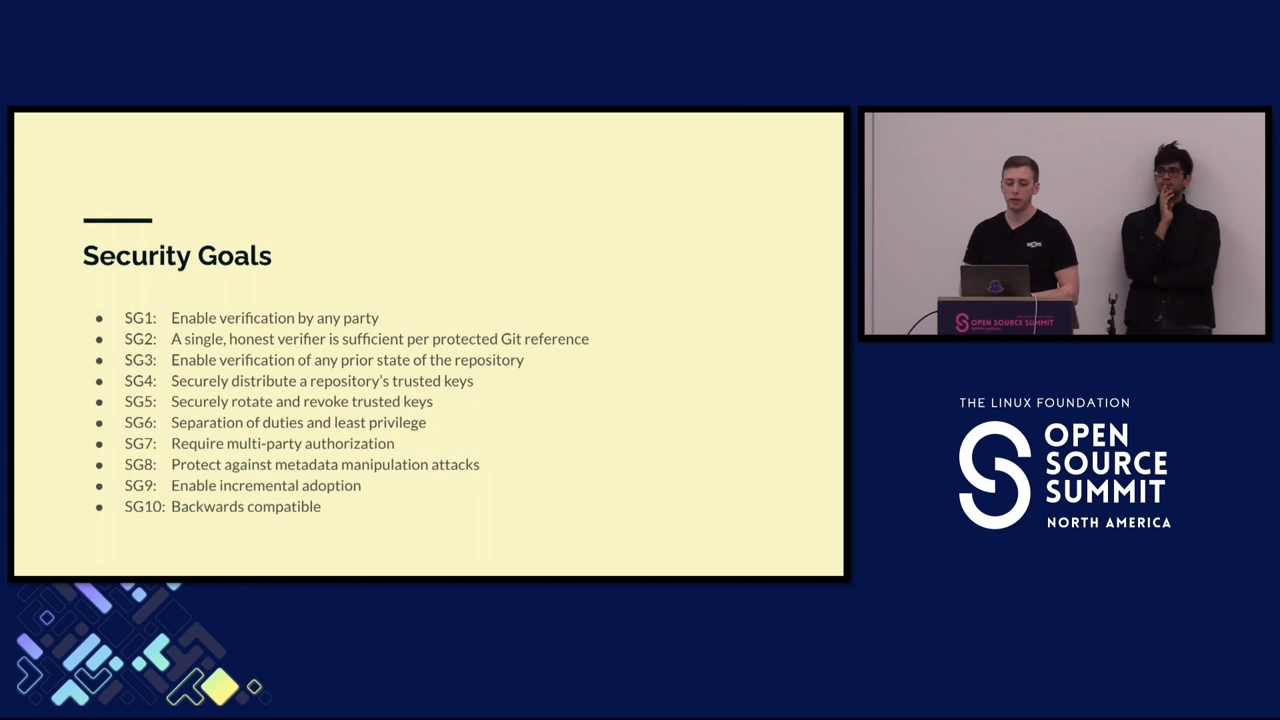 Security Goals
● SG1: Enable verification by any party
● SG2: A single, honest verifier is sufficient per protected Git reference
● SG3: Enable verification of any prior state of the repository
● SG4: Securely distribute a repository's trusted keys
● SG5: Securely rotate and revoke trusted keys
● SG6: Separation of duties and least privilege
● SG7: Require multi-party authorization
● SG8: Protect against metadata manipulation attacks
● SG9: Enable incremental adoption
● SG10: Backwards compatible
OPEN SOURCE SUMMIT
NORTH AMERICA
THE LINUX FOUNDATION
OPEN
SOURCE
SUMMIT
NORTH AMERICA